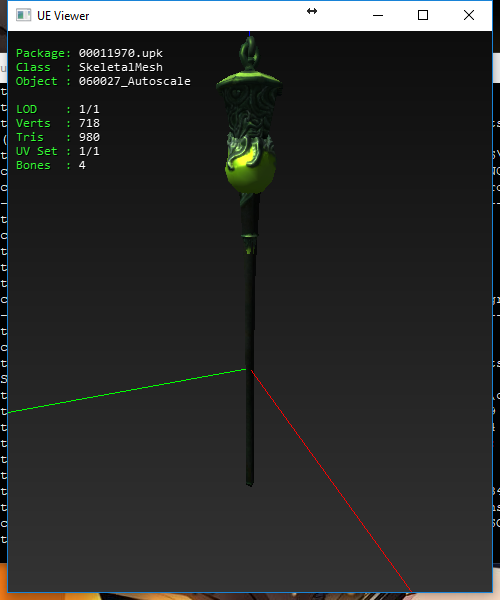 UE Viewer
Package: 00011970.upk
Class  : SkeletalMesh
Object : 060027_Autoscale
LOD    : 1/1
Verts  : 718
Tris   : 980
UV Set : 1/1
Bones  : 4